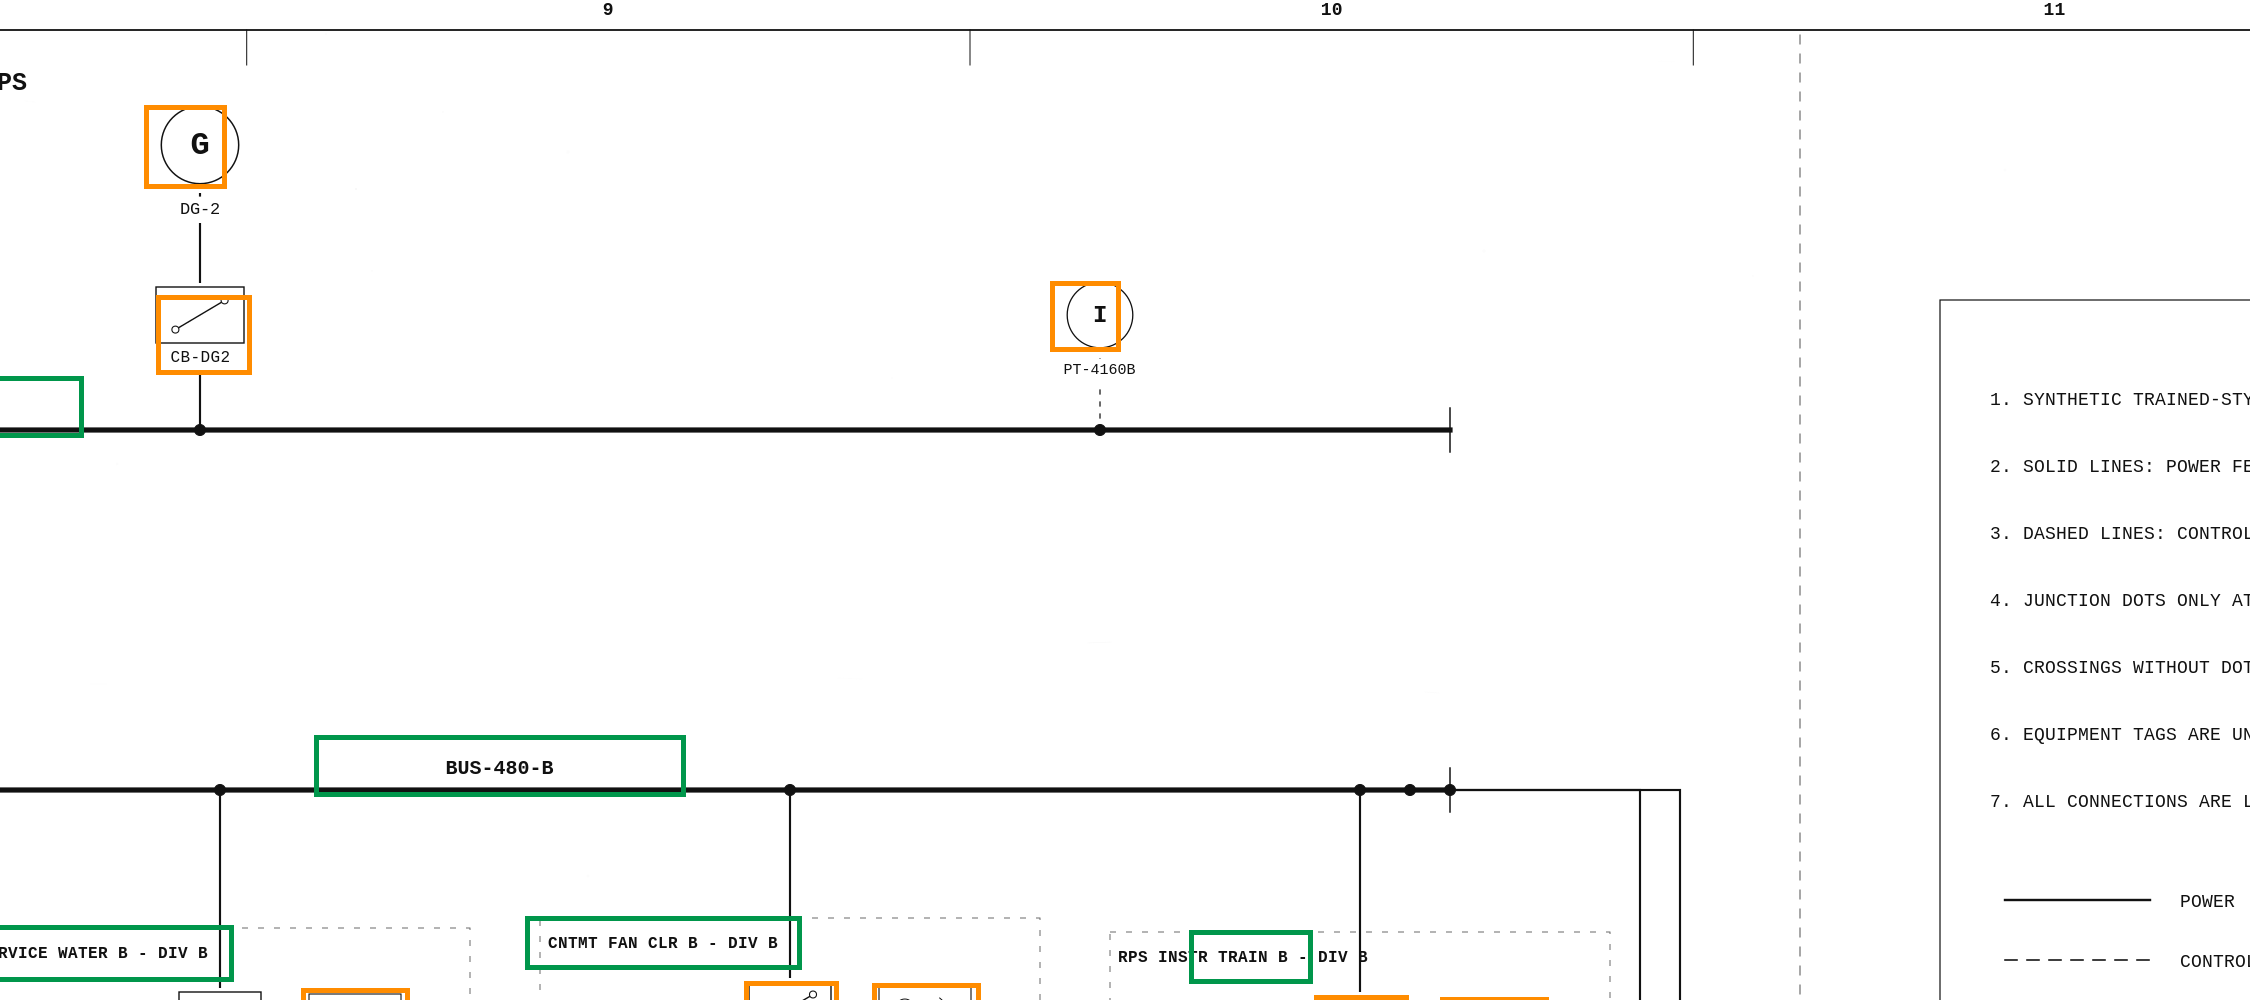 9 10 11
PS
G
DG-2
I
CB-DG2
PT-4160B
1. SYNTHETIC TRAINED-STY
2. SOLID LINES: POWER FE
3. DASHED LINES: CONTROL
4. JUNCTION DOTS ONLY AT
5. CROSSINGS WITHOUT DOT
6. EQUIPMENT TAGS ARE UN
BUS-480-B
7. ALL CONNECTIONS ARE L
POWER
RVICE WATER B - DIV B
CNTMT FAN CLR B - DIV B
RPS INSTR TRAIN B - DIV B
CONTROL